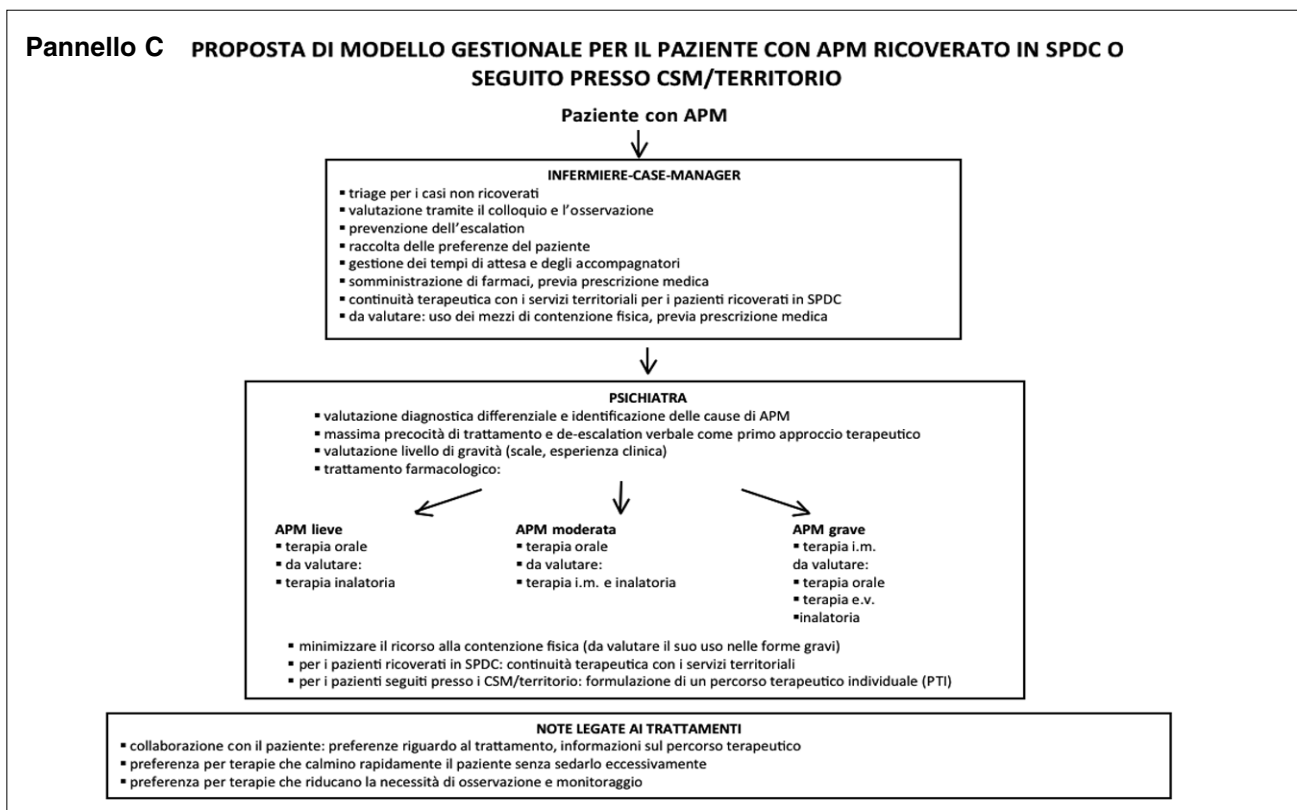 Pannello C PROPOSTA DI MODELLO GESTIONALE PER IL PAZIENTE CON APM RICOVERATO IN SPDC O
SEGUITO PRESSO CSM/TERRITORIO
Paziente con APM
INFERMIERE-CASE-MANAGER
▪ triage per i casi non ricoverati
▪ valutazione tramite il colloquio e l'osservazione
▪ prevenzione dell'escalation
▪ raccolta delle preferenze del paziente
▪ gestione dei tempi di attesa e degli accompagnatori
▪ somministrazione di farmaci, previa prescrizione medica
▪ continuità terapeutica con i servizi territoriali per i pazienti ricoverati in SPDC
▪ da valutare: uso dei mezzi di contenzione fisica, previa prescrizione medica
PSICHIATRA
▪ valutazione diagnostica differenziale e identificazione delle cause di APM
▪ massima precocità di trattamento e de-escalation verbale come primo approccio terapeutico
▪ valutazione livello di gravità (scale, esperienza clinica)
▪ trattamento farmacologico:
APM lieve
▪ terapia orale
▪ da valutare:
▪ terapia inalatoria
APM moderata
▪ terapia orale
▪ da valutare:
▪ terapia i.m. e inalatoria
APM grave
▪ terapia i.m.
da valutare:
▪ terapia orale
▪ terapia e.v.
▪inalatoria
▪ minimizzare il ricorso alla contenzione fisica (da valutare il suo uso nelle forme gravi)
▪ per i pazienti ricoverati in SPDC: continuità terapeutica con i servizi territoriali
▪ per i pazienti seguiti presso i CSM/territorio: formulazione di un percorso terapeutico individuale (PTI)
NOTE LEGATE AI TRATTAMENTI
▪ collaborazione con il paziente: preferenze riguardo al trattamento, informazioni sul percorso terapeutico
▪ preferenza per terapie che calmino rapidamente il paziente senza sedarlo eccessivamente
▪ preferenza per terapie che riducano la necessità di osservazione e monitoraggio